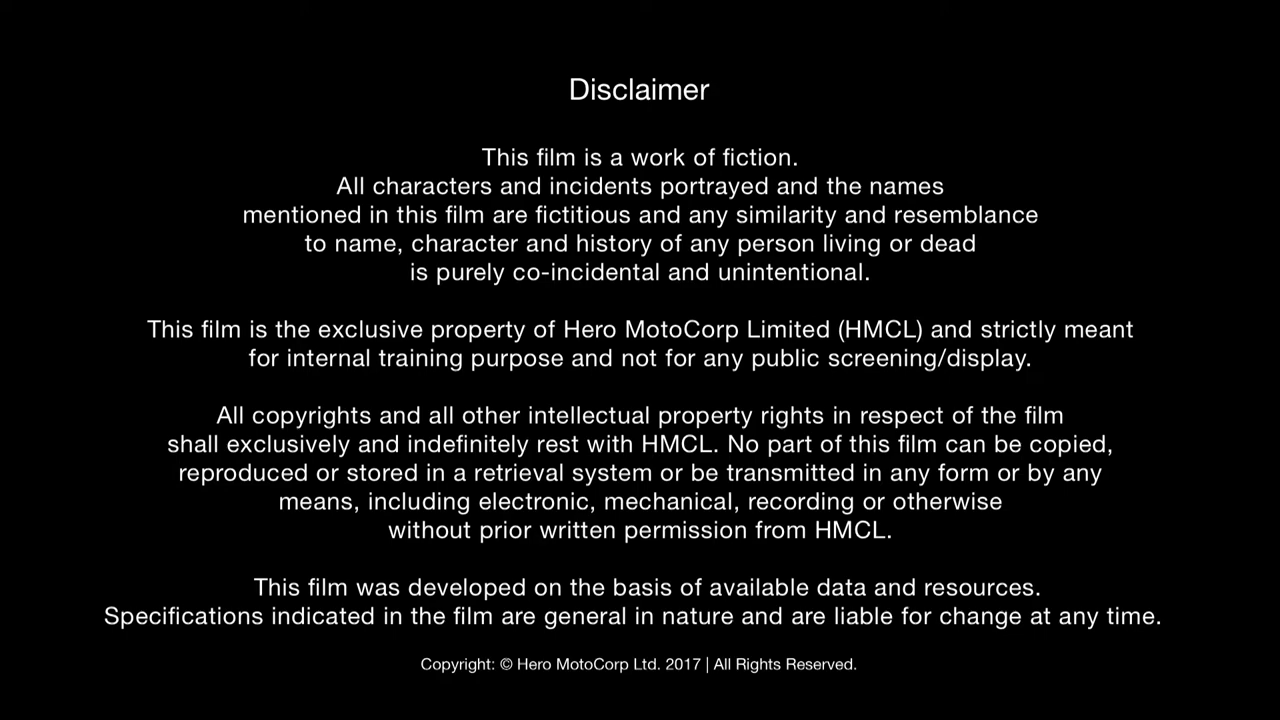 Disclaimer
This film is a work of fiction.
All characters and incidents portrayed and the names
mentioned in this film are fictitious and any similarity and resemblance
to name, character and history of any person living or dead
is purely co-incidental and unintentional.
This film is the exclusive property of Hero MotoCorp Limited (HMCL) and strictly meant
for internal training purpose and not for any public screening/display.
All copyrights and all other intellectual property rights in respect of the film
shall exclusively and indefinitely rest with HMCL. No part of this film can be copied,
reproduced or stored in a retrieval system or be transmitted in any form or by any
means, including electronic, mechanical, recording or otherwise
without prior written permission from HMCL.
This film was developed on the basis of available data and resources.
Specifications indicated in the film are general in nature and are liable for change at any time.
Copyright: © Hero MotoCorp Ltd. 2017 | All Rights Reserved.